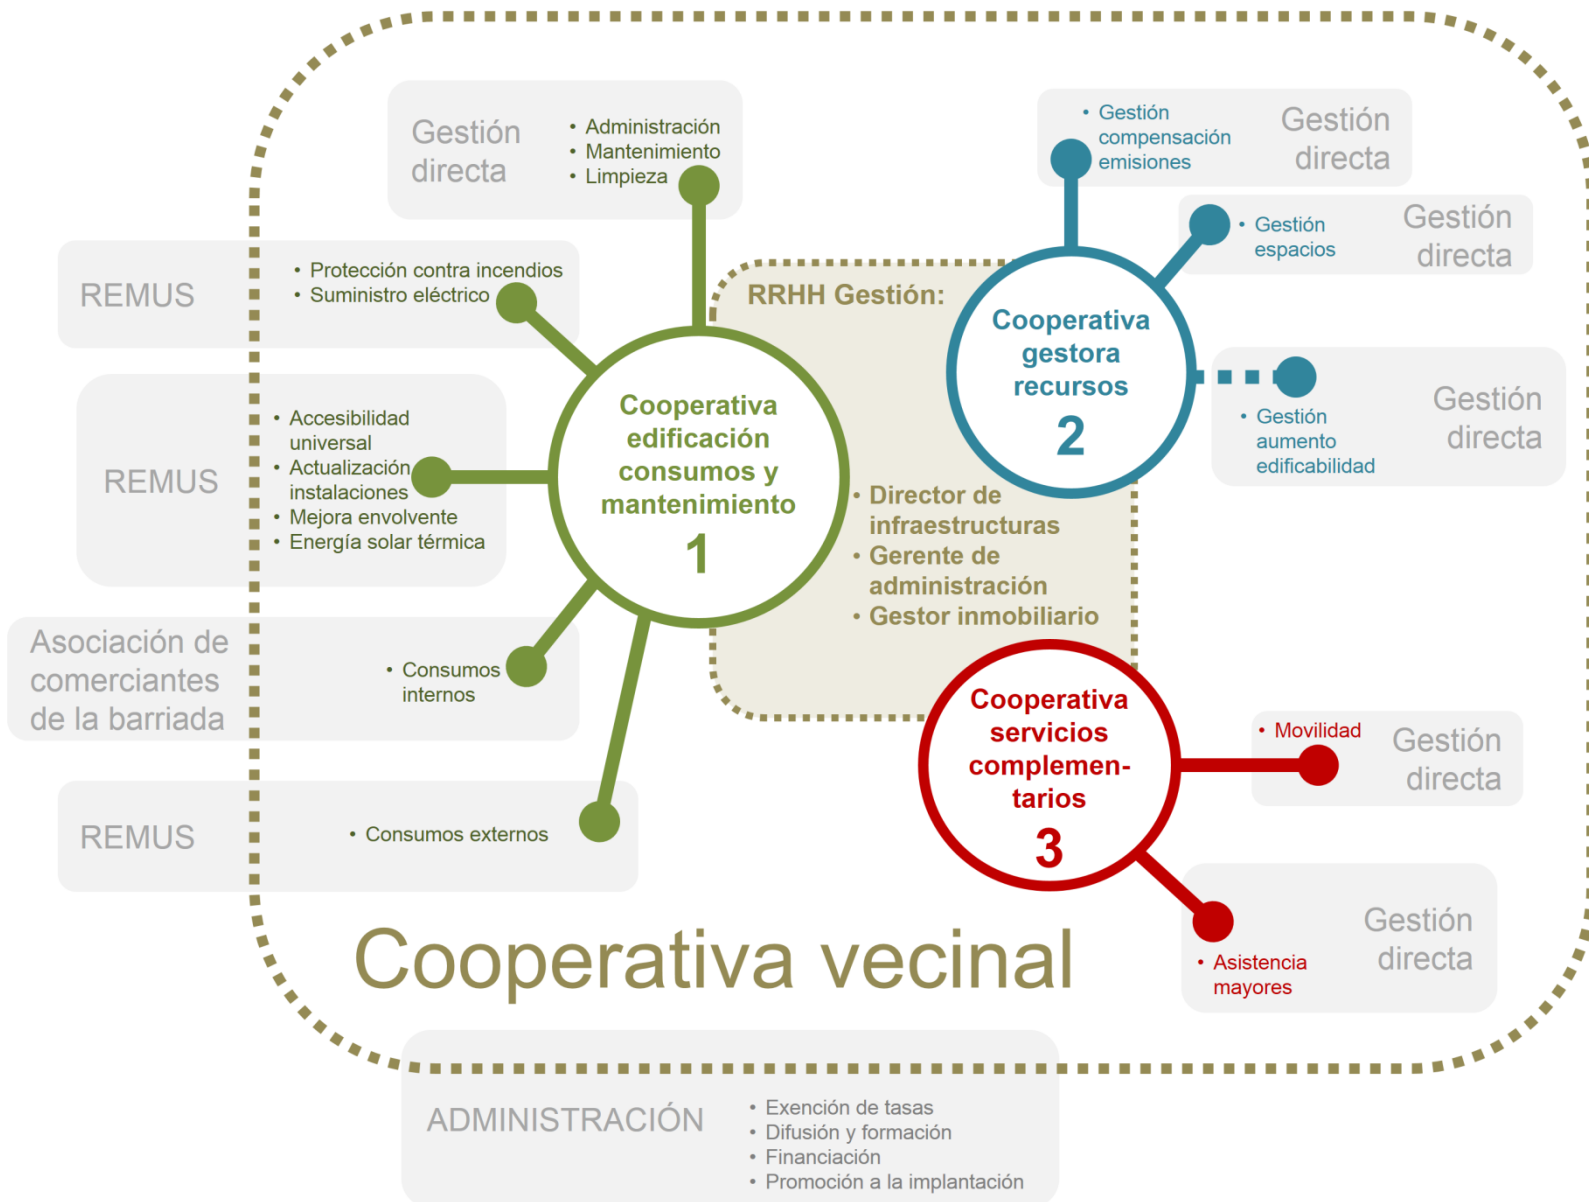 Gestión
directa
• Administración
• Mantenimiento
• Limpieza
• Gestión
compensación
emisiones
Gestión
directa
• Gestión
espacios
Gestión
directa
REMUS
• Protección contra incendios
• Suministro eléctrico
RRHH Gestión:
Cooperativa
gestora
recursos
2
• Gestión
aumento
edificabilidad
Gestión
directa
REMUS
• Accesibilidad
universal
• Actualización
instalaciones
• Mejora envolvente
• Energía solar térmica
Cooperativa
edificación
consumos y
mantenimiento
1
• Director de
infraestructuras
• Gerente de
administración
• Gestor inmobiliario
Asociación de
comerciantes
de la barriada
• Consumos
internos
Cooperativa
servicios
complemen-
tarios
3
• Movilidad
Gestión
directa
REMUS
• Consumos externos
• Asistencia
mayores
Gestión
directa
Cooperativa vecinal
ADMINISTRACIÓN
• Exención de tasas
• Difusión y formación
• Financiación
• Promoción a la implantación